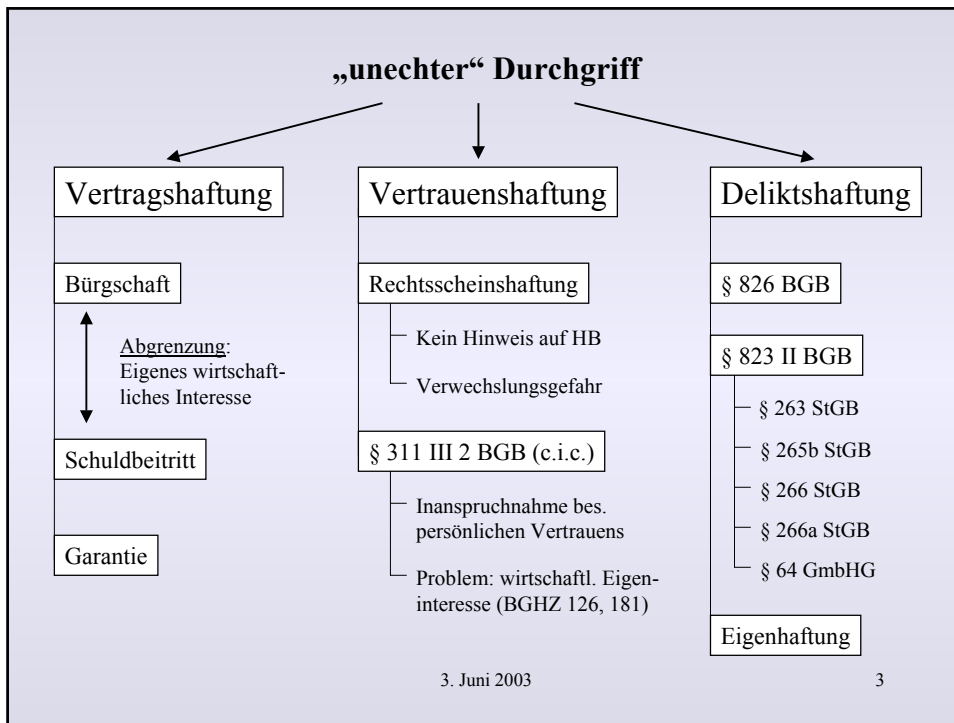 „unechter“ Durchgriff
Vertragshaftung
Bürgschaft
Abgrenzung:
Eigenes wirtschaft-
liches Interesse
Schuldbeitritt
Garantie
Vertrauenshaftung
Rechtsscheinshaftung
Kein Hinweis auf HB
Verwechslungsgefahr
§ 311 III 2 BGB (c.i.c.)
Inanspruchnahme bes.
persönlichen Vertrauens
Problem: wirtschaftl. Eigen-
interesse (BGHZ 126, 181)
Deliktshaftung
§ 826 BGB
§ 823 II BGB
§ 263 StGB
§ 265b StGB
§ 266 StGB
§ 266a StGB
§ 64 GmbHG
Eigenhaftung
3. Juni 2003
3